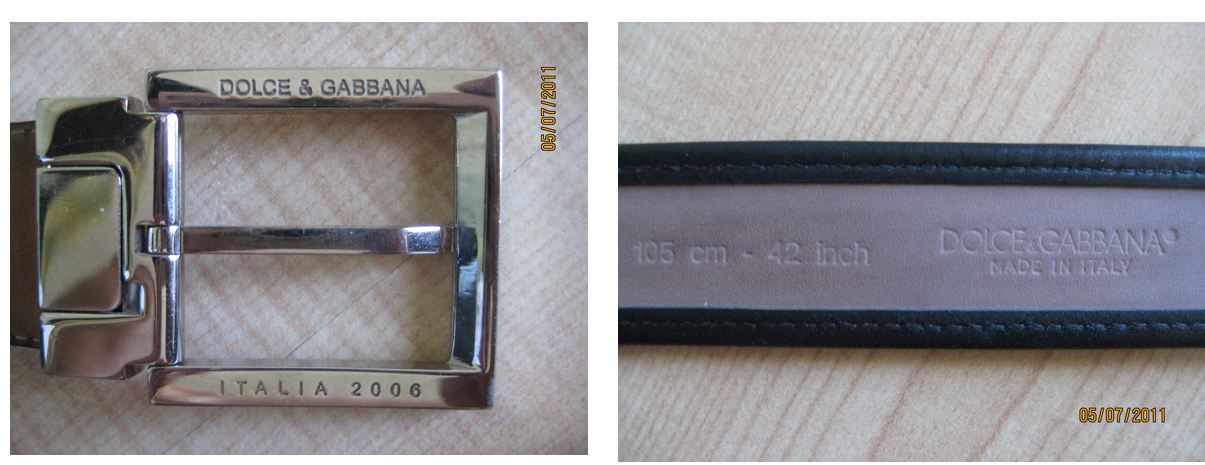 DOLCE & GABBANA
ITALIA 2006
05/07/2011
105 cm - 42 inch
DOLCE&GABBANA®
MADE IN ITALY
05/07/2011